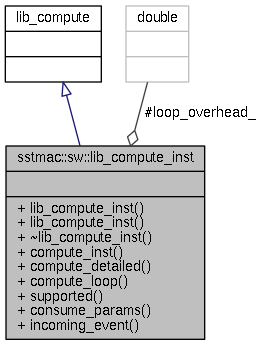 lib_compute
double
#loop_overhead_
sstmac::sw::lib_compute_inst
+ lib_compute_inst()
+ lib_compute_inst()
+ ~lib_compute_inst()
+ compute_inst()
+ compute_detailed()
+ compute_loop()
+ supported()
+ consume_params()
+ incoming_event()